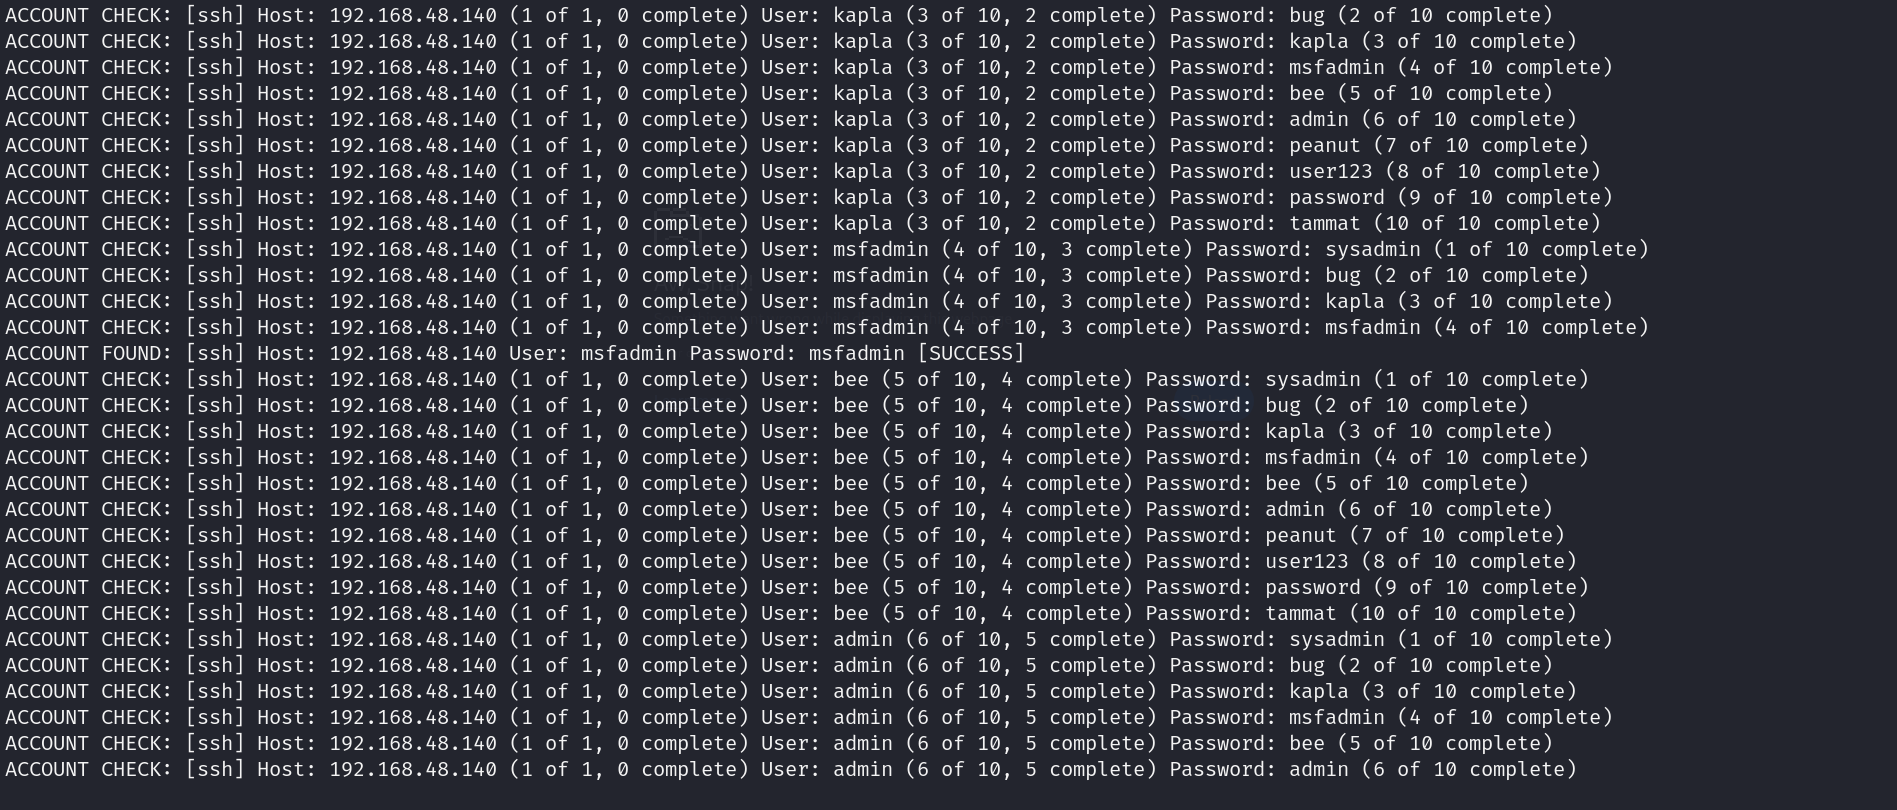 ACCOUNT CHECK: [ssh] Host: 192.168.48.140 (1 of 1, 0 complete) User: kapla (3 of 10, 2 complete) Password: bug (2 of 10 complete)
ACCOUNT CHECK: [ssh] Host: 192.168.48.140 (1 of 1, 0 complete) User: kapla (3 of 10, 2 complete) Password: kapla (3 of 10 complete)
ACCOUNT CHECK: [ssh] Host: 192.168.48.140 (1 of 1, 0 complete) User: kapla (3 of 10, 2 complete) Password: msfadmin (4 of 10 complete)
ACCOUNT CHECK: [ssh] Host: 192.168.48.140 (1 of 1, 0 complete) User: kapla (3 of 10, 2 complete) Password: bee (5 of 10 complete)
ACCOUNT CHECK: [ssh] Host: 192.168.48.140 (1 of 1, 0 complete) User: kapla (3 of 10, 2 complete) Password: admin (6 of 10 complete)
ACCOUNT CHECK: [ssh] Host: 192.168.48.140 (1 of 1, 0 complete) User: kapla (3 of 10, 2 complete) Password: peanut (7 of 10 complete)
ACCOUNT CHECK: [ssh] Host: 192.168.48.140 (1 of 1, 0 complete) User: kapla (3 of 10, 2 complete) Password: user123 (8 of 10 complete)
ACCOUNT CHECK: [ssh] Host: 192.168.48.140 (1 of 1, 0 complete) User: kapla (3 of 10, 2 complete) Password: password (9 of 10 complete)
ACCOUNT CHECK: [ssh] Host: 192.168.48.140 (1 of 1, 0 complete) User: kapla (3 of 10, 2 complete) Password: tammat (10 of 10 complete)
ACCOUNT CHECK: [ssh] Host: 192.168.48.140 (1 of 1, 0 complete) User: msfadmin (4 of 10, 3 complete) Password: sysadmin (1 of 10 complete)
ACCOUNT CHECK: [ssh] Host: 192.168.48.140 (1 of 1, 0 complete) User: msfadmin (4 of 10, 3 complete) Password: bug (2 of 10 complete)
ACCOUNT CHECK: [ssh] Host: 192.168.48.140 (1 of 1, 0 complete) User: msfadmin (4 of 10, 3 complete) Password: kapla (3 of 10 complete)
ACCOUNT CHECK: [ssh] Host: 192.168.48.140 (1 of 1, 0 complete) User: msfadmin (4 of 10, 3 complete) Password: msfadmin (4 of 10 complete)
ACCOUNT FOUND: [ssh] Host: 192.168.48.140 User: msfadmin Password: msfadmin [SUCCESS]
ACCOUNT CHECK: [ssh] Host: 192.168.48.140 (1 of 1, 0 complete) User: bee (5 of 10, 4 complete) Password: sysadmin (1 of 10 complete)
ACCOUNT CHECK: [ssh] Host: 192.168.48.140 (1 of 1, 0 complete) User: bee (5 of 10, 4 complete) Password: bug (2 of 10 complete)
ACCOUNT CHECK: [ssh] Host: 192.168.48.140 (1 of 1, 0 complete) User: bee (5 of 10, 4 complete) Password: kapla (3 of 10 complete)
ACCOUNT CHECK: [ssh] Host: 192.168.48.140 (1 of 1, 0 complete) User: bee (5 of 10, 4 complete) Password: msfadmin (4 of 10 complete)
ACCOUNT CHECK: [ssh] Host: 192.168.48.140 (1 of 1, 0 complete) User: bee (5 of 10, 4 complete) Password: bee (5 of 10 complete)
ACCOUNT CHECK: [ssh] Host: 192.168.48.140 (1 of 1, 0 complete) User: bee (5 of 10, 4 complete) Password: admin (6 of 10 complete)
ACCOUNT CHECK: [ssh] Host: 192.168.48.140 (1 of 1, 0 complete) User: bee (5 of 10, 4 complete) Password: peanut (7 of 10 complete)
ACCOUNT CHECK: [ssh] Host: 192.168.48.140 (1 of 1, 0 complete) User: bee (5 of 10, 4 complete) Password: user123 (8 of 10 complete)
ACCOUNT CHECK: [ssh] Host: 192.168.48.140 (1 of 1, 0 complete) User: bee (5 of 10, 4 complete) Password: password (9 of 10 complete)
ACCOUNT CHECK: [ssh] Host: 192.168.48.140 (1 of 1, 0 complete) User: bee (5 of 10, 4 complete) Password: tammat (10 of 10 complete)
ACCOUNT CHECK: [ssh] Host: 192.168.48.140 (1 of 1, 0 complete) User: admin (6 of 10, 5 complete) Password: sysadmin (1 of 10 complete)
ACCOUNT CHECK: [ssh] Host: 192.168.48.140 (1 of 1, 0 complete) User: admin (6 of 10, 5 complete) Password: bug (2 of 10 complete)
ACCOUNT CHECK: [ssh] Host: 192.168.48.140 (1 of 1, 0 complete) User: admin (6 of 10, 5 complete) Password: kapla (3 of 10 complete)
ACCOUNT CHECK: [ssh] Host: 192.168.48.140 (1 of 1, 0 complete) User: admin (6 of 10, 5 complete) Password: msfadmin (4 of 10 complete)
ACCOUNT CHECK: [ssh] Host: 192.168.48.140 (1 of 1, 0 complete) User: admin (6 of 10, 5 complete) Password: bee (5 of 10 complete)
ACCOUNT CHECK: [ssh] Host: 192.168.48.140 (1 of 1, 0 complete) User: admin (6 of 10, 5 complete) Password: admin (6 of 10 complete)